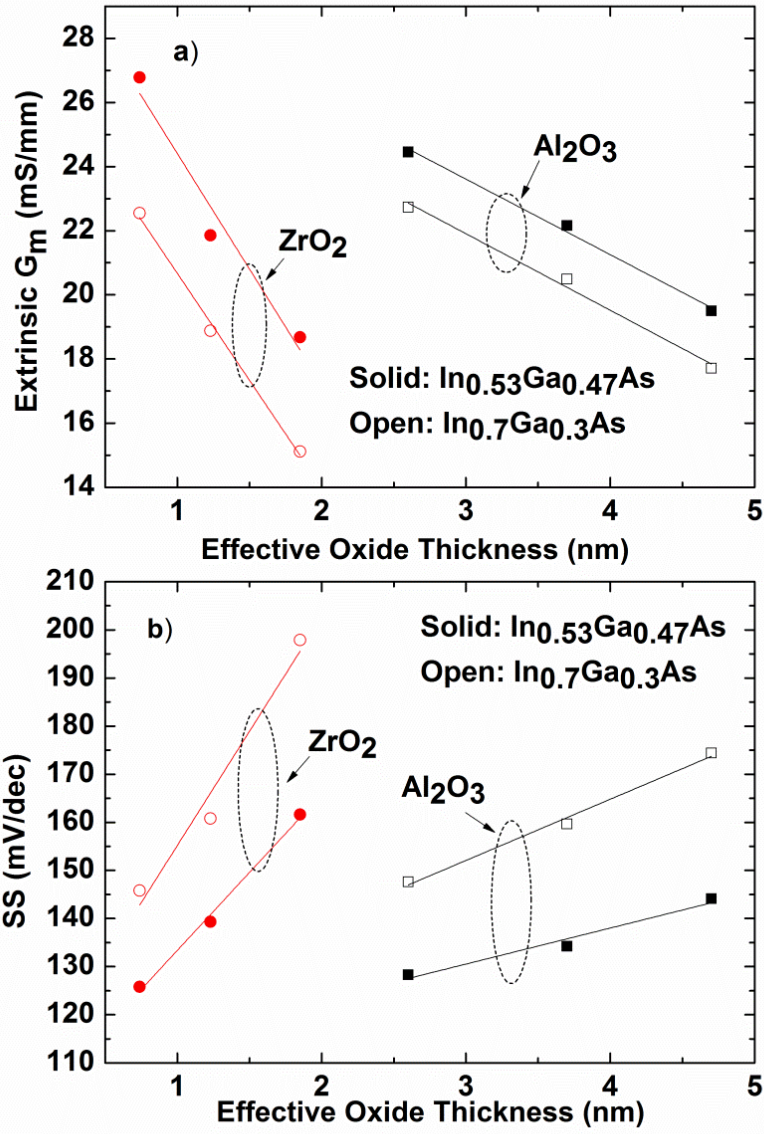 a)
28
26
24
22
20
18
16
14
Extrinsic Gm (mS/mm)
Al2O3
ZrO2
Solid: In0.53Ga0.47As
Open: In0.7Ga0.3As
1 2 3 4 5
Effective Oxide Thickness (nm)
b)
210
200
190
180
170
160
150
140
130
120
110
SS (mV/dec)
Solid: In0.53Ga0.47As
Open: In0.7Ga0.3As
ZrO2
Al2O3
1 2 3 4 5
Effective Oxide Thickness (nm)